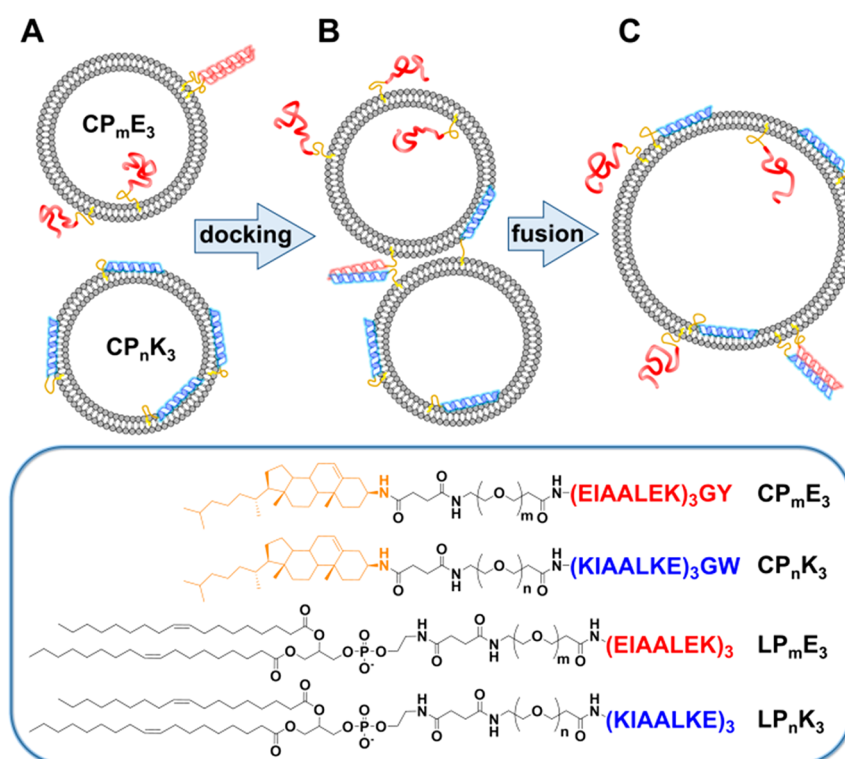 A B C
CPmE3
docking
fusion
CPnK3
H
N
O
O
N
H
O
m
O
H
N
(EIAALEK)3GY CPmE3
H
N
O
O
N
H
O
n
O
H
N
(KIAALKE)3GW CPnK3
O
O
O
O
O P O
O-
H
N
O
O
N
H
O
m
O
H
N
(EIAALEK)3 LPmE3
O
O
O
O
O P O
O-
H
N
O
O
N
H
O
n
O
H
N
(KIAALKE)3 LPnK3